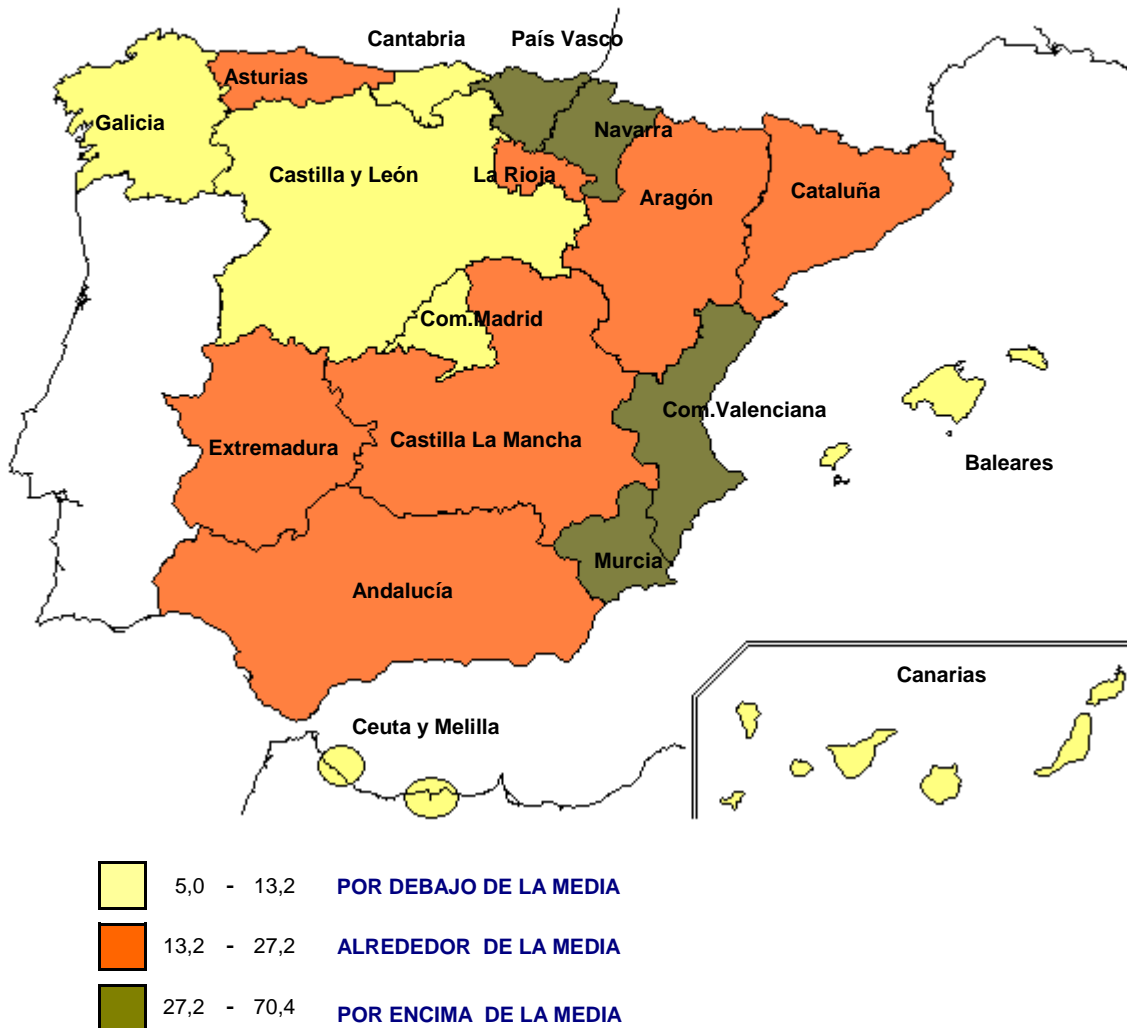 Cantabria País Vasco
Asturias
Galicia
Navarra
Castilla y León
La Rioja
Aragón
Cataluña
Com.Madrid
Com.Valenciana
Extremadura
Castilla La Mancha
Baleares
Murcia
Andalucía
Canarias
Ceuta y Melilla
5,0 - 13,2 POR DEBAJO DE LA MEDIA
13,2 - 27,2 ALREDEDOR DE LA MEDIA
27,2 - 70,4 POR ENCIMA DE LA MEDIA